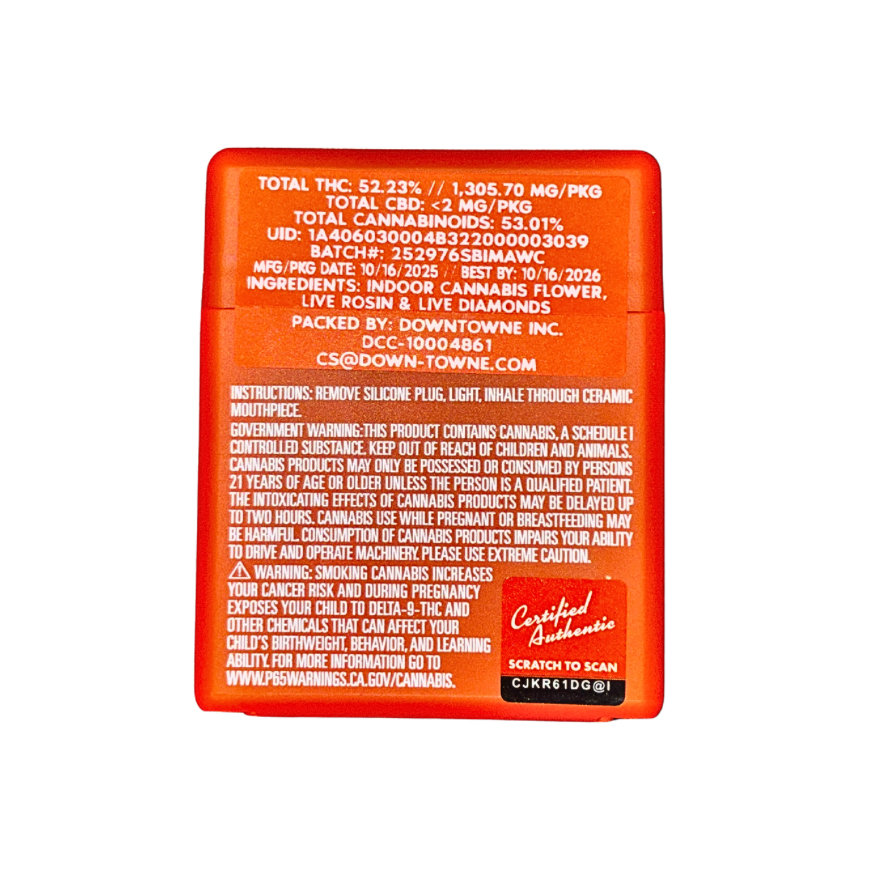 TOTAL THC: 52.23% // 1,305.70 MG/PKG
TOTAL CBD: <2 MG/PKG
TOTAL CANNABINOIDS: 53.01%
UID: 1A406030004B322000003039
BATCH#: 252976SBIMAWC
MFG/PKG DATE: 10/16/2025 // BEST BY: 10/16/2026
INGREDIENTS: INDOOR CANNABIS FLOWER,
LIVE ROSIN & LIVE DIAMONDS
PACKED BY: DOWNTOWNE INC.
DCC-10004861
CS@DOWN-TOWNE.COM
INSTRUCTIONS: REMOVE SILICONE PLUG, LIGHT, INHALE THROUGH CERAMIC
MOUTHPIECE.
GOVERNMENT WARNING:THIS PRODUCT CONTAINS CANNABIS, A SCHEDULE I
CONTROLLED SUBSTANCE. KEEP OUT OF REACH OF CHILDREN AND ANIMALS.
CANNABIS PRODUCTS MAY ONLY BE POSSESSED OR CONSUMED BY PERSONS
21 YEARS OF AGE OR OLDER UNLESS THE PERSON IS A QUALIFIED PATIENT.
THE INTOXICATING EFFECTS OF CANNABIS PRODUCTS MAY BE DELAYED UP
TO TWO HOURS. CANNABIS USE WHILE PREGNANT OR BREASTFEEDING MAY
BE HARMFUL. CONSUMPTION OF CANNABIS PRODUCTS IMPAIRS YOUR ABILITY
TO DRIVE AND OPERATE MACHINERY. PLEASE USE EXTREME CAUTION.
⚠ WARNING: SMOKING CANNABIS INCREASES
YOUR CANCER RISK AND DURING PREGNANCY
EXPOSES YOUR CHILD TO DELTA-9-THC AND
OTHER CHEMICALS THAT CAN AFFECT YOUR
CHILD'S BIRTHWEIGHT, BEHAVIOR, AND LEARNING
ABILITY. FOR MORE INFORMATION GO TO
WWW.P65WARNINGS.CA.GOV/CANNABIS.
Certified
Authentic
SCRATCH TO SCAN
CJKR61DG@I